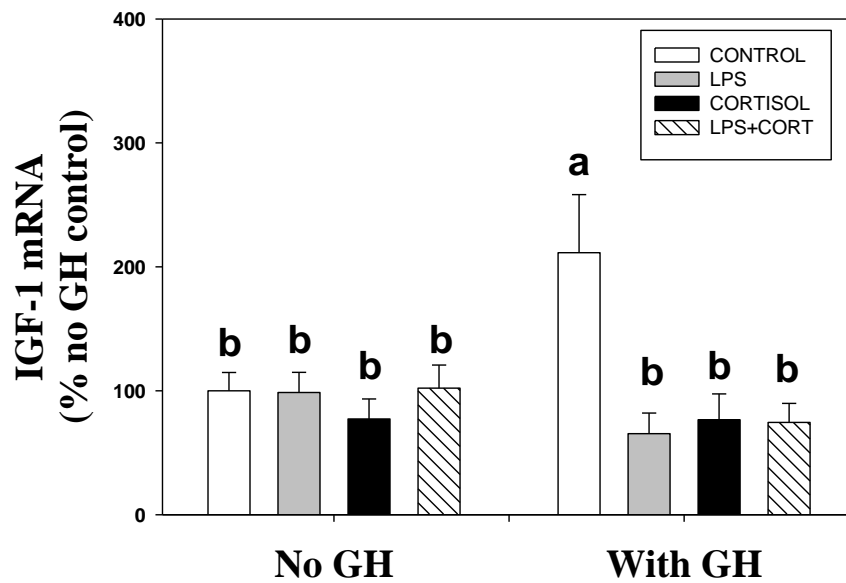 IGF-1 mRNA
(% no GH control)
400
300
200
100
0
CONTROL
LPS
CORTISOL
LPS+CORT
a
b
b
b
b
b
b
b
No GH
With GH